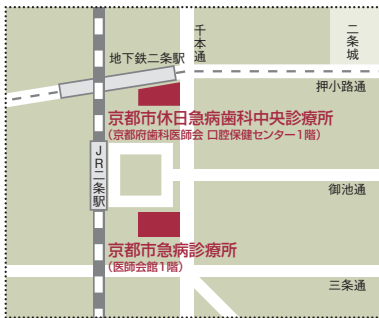 千本通
二条城
地下鉄二条駅
押小路通
京都市休日急病歯科中央診療所
(京都府歯科医師会 口腔保健センター1階)
JR二条駅
御池通
京都市急病診療所
(医師会館1階)
三条通